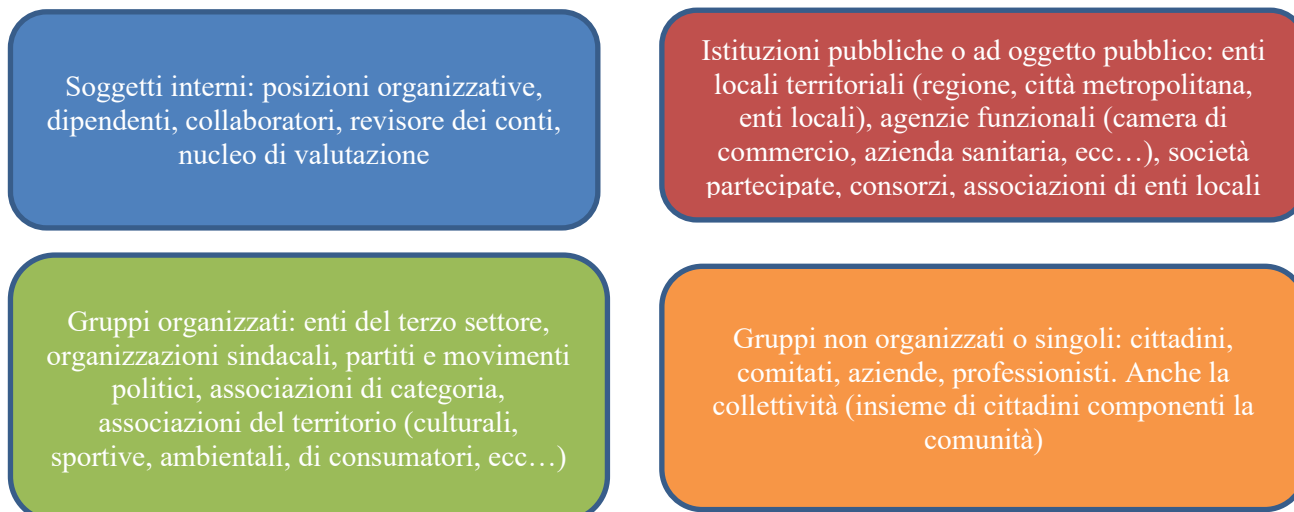 Soggetti interni: posizioni organizzative,
dipendenti, collaboratori, revisore dei conti,
nucleo di valutazione
Istituzioni pubbliche o ad oggetto pubblico: enti
locali territoriali (regione, città metropolitana,
enti locali), agenzie funzionali (camera di
commercio, azienda sanitaria, ecc…), società
partecipate, consorzi, associazioni di enti locali
Gruppi organizzati: enti del terzo settore,
organizzazioni sindacali, partiti e movimenti
politici, associazioni di categoria,
associazioni del territorio (culturali,
sportive, ambientali, di consumatori, ecc…)
Gruppi non organizzati o singoli: cittadini,
comitati, aziende, professionisti. Anche la
collettività (insieme di cittadini componenti la
comunità)